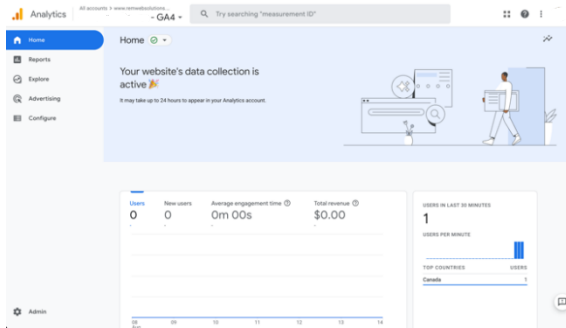 Analytics
All accounts > www.remwebsolutions...
- GA4
Try searching "measurement ID"
Home
Reports
Explore
Advertising
Configure
Admin
Home
Your website's data collection is
active
It may take up to 24 hours to appear in your Analytics account.
Users
0
New users
0
Average engagement time
0m 00s
Total revenue
$0.00
08
Aug
09
10
11
12
13
14
USERS IN LAST 30 MINUTES
1
USERS PER MINUTE
TOP COUNTRIES USERS
Canada 1